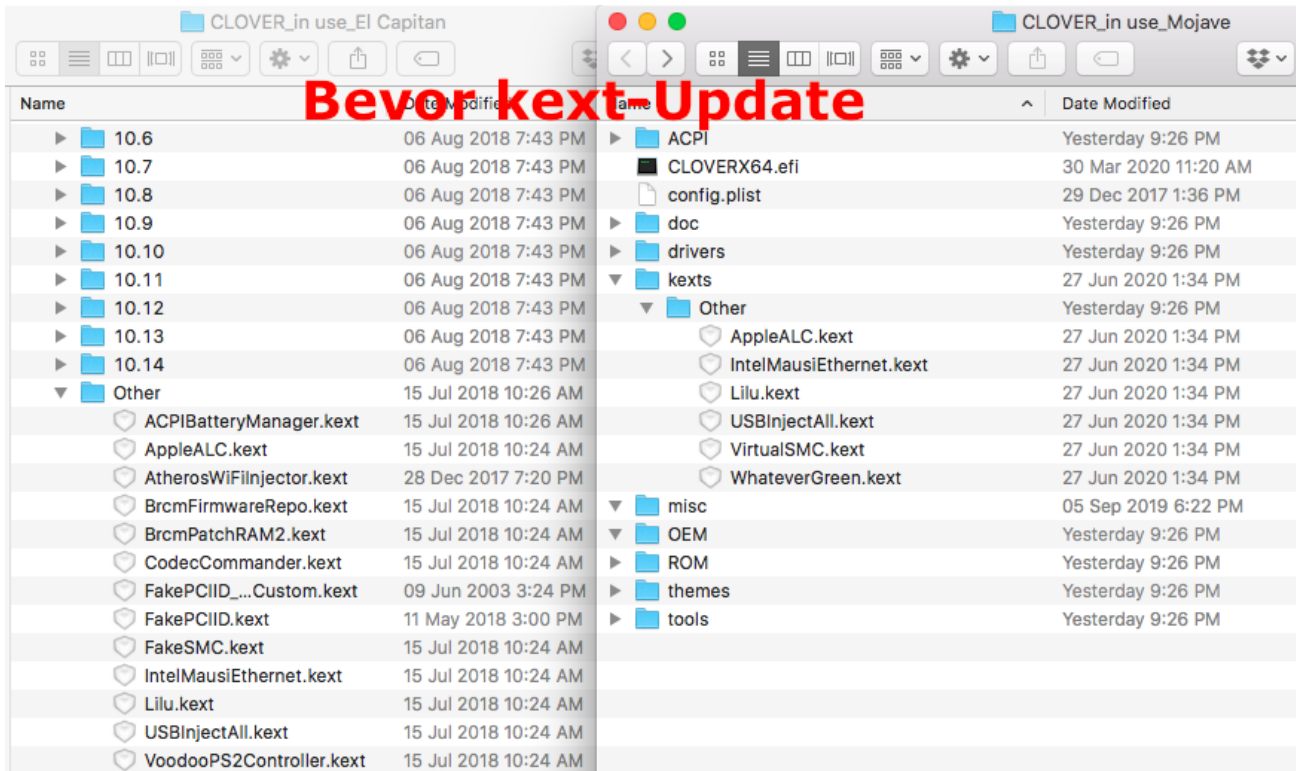 CLOVER_in use_El Capitan
CLOVER_in use_Mojave
Bevor kext-Update
Name
10.6 06 Aug 2018 7:43 PM
10.7 06 Aug 2018 7:43 PM
10.8 06 Aug 2018 7:43 PM
10.9 06 Aug 2018 7:43 PM
10.10 06 Aug 2018 7:43 PM
10.11 06 Aug 2018 7:43 PM
10.12 06 Aug 2018 7:43 PM
10.13 06 Aug 2018 7:43 PM
10.14 06 Aug 2018 7:43 PM
Other 15 Jul 2018 10:26 AM
ACPIBatteryManager.kext 15 Jul 2018 10:26 AM
AppleALC.kext 15 Jul 2018 10:24 AM
AtherosWiFiInjector.kext 28 Dec 2017 7:20 PM
BrcmFirmwareRepo.kext 15 Jul 2018 10:24 AM
BrcmPatchRAM2.kext 15 Jul 2018 10:24 AM
CodecCommander.kext 15 Jul 2018 10:24 AM
FakePCIID_...Custom.kext 09 Jun 2003 3:24 PM
FakePCIID.kext 11 May 2018 3:00 PM
FakeSMC.kext 15 Jul 2018 10:24 AM
IntelMausiEthernet.kext 15 Jul 2018 10:24 AM
Lilu.kext 15 Jul 2018 10:24 AM
USBInjectAll.kext 15 Jul 2018 10:24 AM
VoodooPS2Controller.kext 15 Jul 2018 10:24 AM
Date Modified
ACPI Yesterday 9:26 PM
CLOVERX64.efi 30 Mar 2020 11:20 AM
config.plist 29 Dec 2017 1:36 PM
doc Yesterday 9:26 PM
drivers Yesterday 9:26 PM
kexts 27 Jun 2020 1:34 PM
Other Yesterday 9:26 PM
AppleALC.kext 27 Jun 2020 1:34 PM
IntelMausiEthernet.kext 27 Jun 2020 1:34 PM
Lilu.kext 27 Jun 2020 1:34 PM
USBInjectAll.kext 27 Jun 2020 1:34 PM
VirtualSMC.kext 27 Jun 2020 1:34 PM
WhateverGreen.kext 27 Jun 2020 1:34 PM
misc 05 Sep 2019 6:22 PM
OEM Yesterday 9:26 PM
ROM Yesterday 9:26 PM
themes Yesterday 9:26 PM
tools Yesterday 9:26 PM